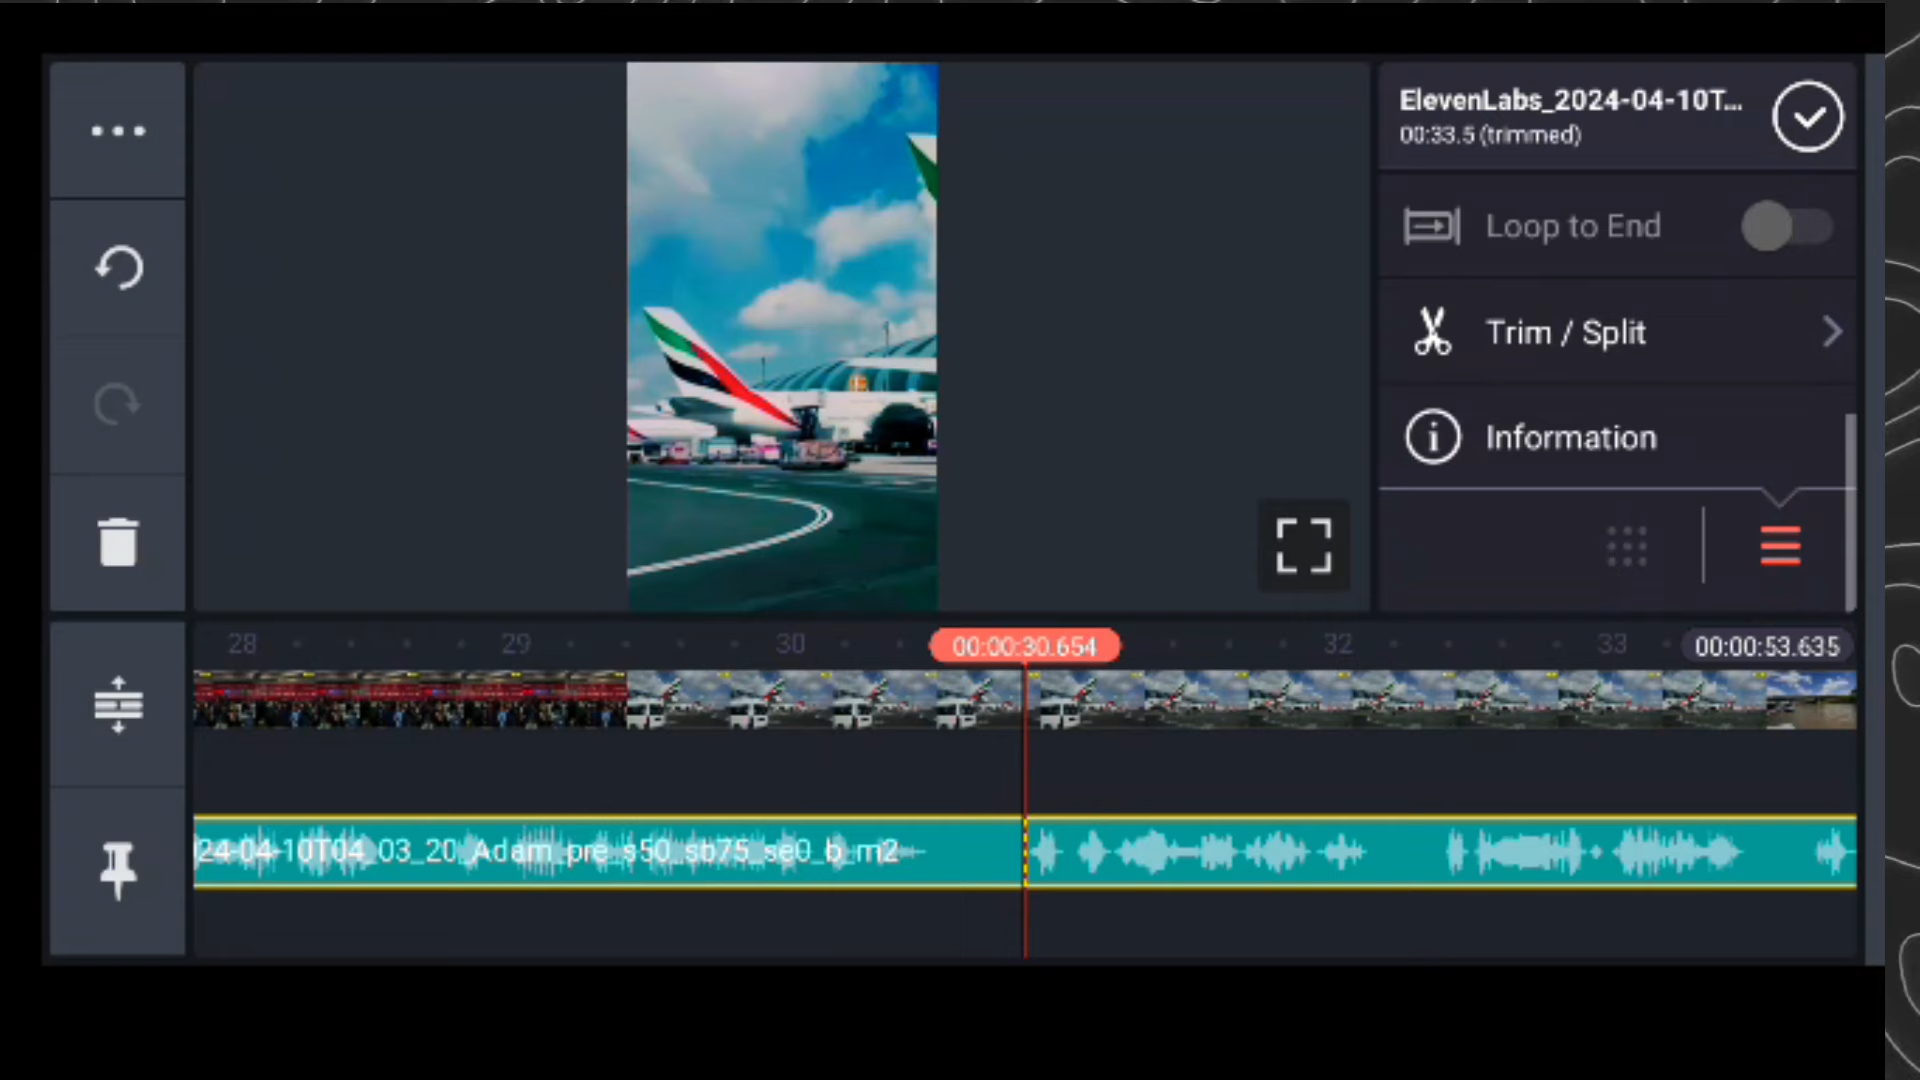 ElevenLabs_2024-04-10T...
00:33.5 (trimmed)
Loop to End
Trim / Split
Information
28
29
30
00:00:30.654
32
33
00:00:53.635
24-04-10T04_03_20_Adam_pre_s50_sb75_se0_b_m2